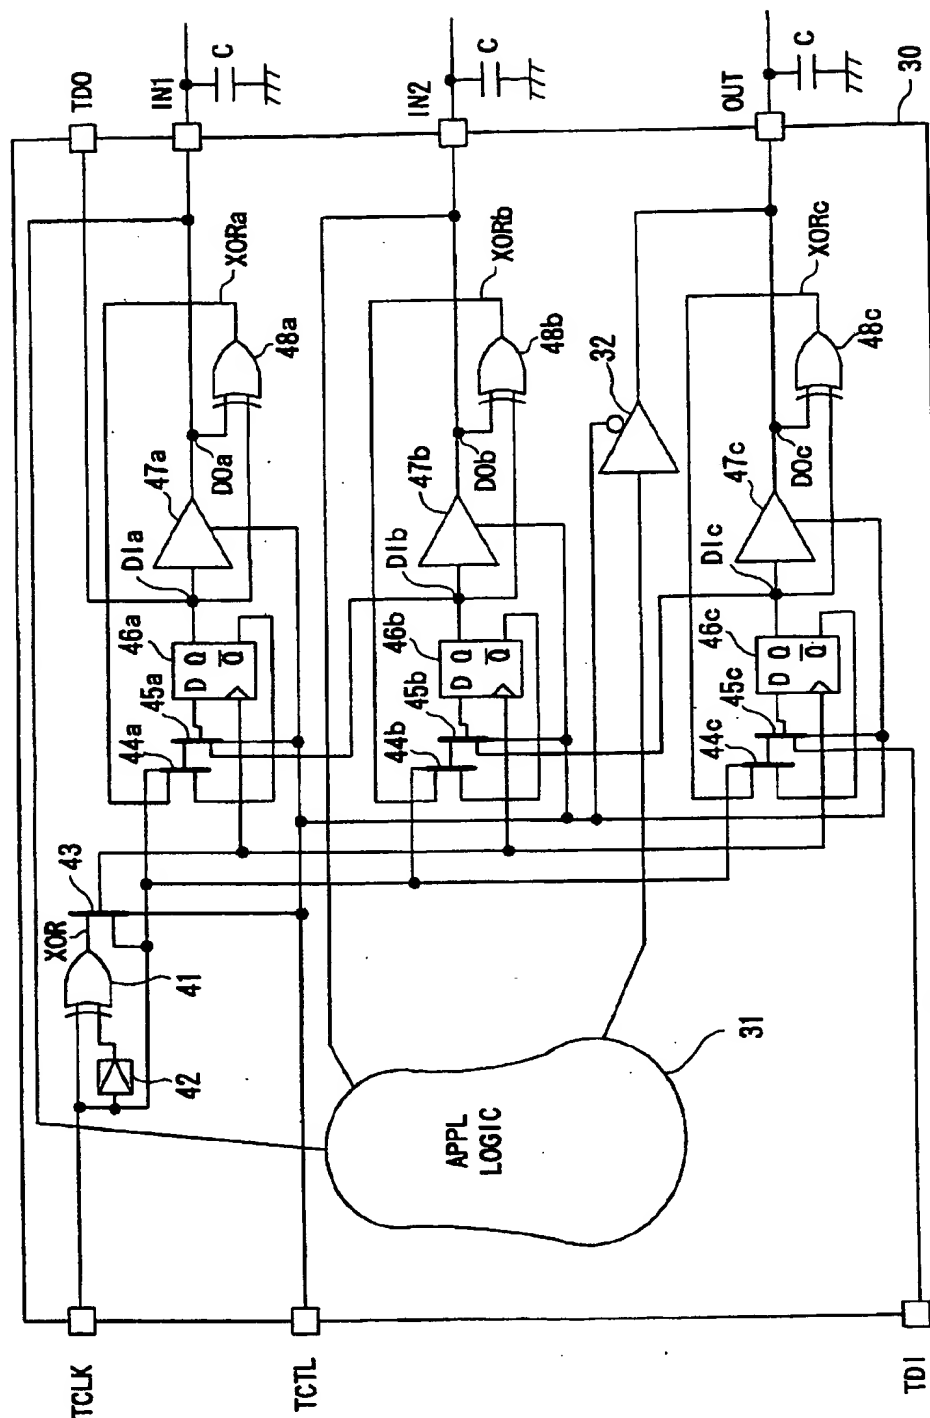 TCLK
TCTL
TDI
TDO
IN1
IN2
OUT
C
C
C
30
APPL
LOGIC
31
32
41
42
XOR
43
44a
45a
46a
D Q
Q
DIa
47a
DOa
48a
XORa
44b
45b
46b
D Q
Q
DIb
47b
DOb
48b
XORb
44c
45c
46c
D Q
Q
DIc
47c
DOc
48c
XORc